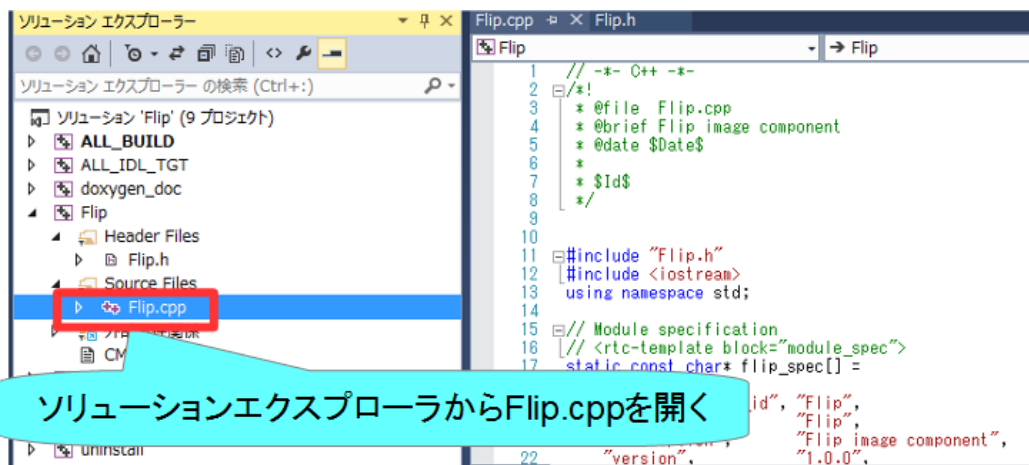 ソリューション エクスプローラー
ソリューション エクスプローラー の検索 (Ctrl+:)
ソリューション 'Flip' (9 プロジェクト)
ALL_BUILD
ALL_IDL_TGT
doxygen_doc
Flip
Header Files
Flip.h
Source Files
Flip.cpp
CM
uninstall
ソリューションエクスプローラからFlip.cppを開く
Flip.cpp Flip.h
Flip Flip
1 // -*- C++ -*-
2 /*!
3 * @file Flip.cpp
4 * @brief Flip image component
5 * @date $Date$
6 *
7 * $Id$
8 */
9
10
11 #include "Flip.h"
12 #include <iostream>
13 using namespace std;
14
15 // Module specification
16 // <rtc-template block="module_spec">
17 static const char* flip_spec[] =
id", "Flip",
"Flip",
"Flip image component",
22 "version", "1.0.0",